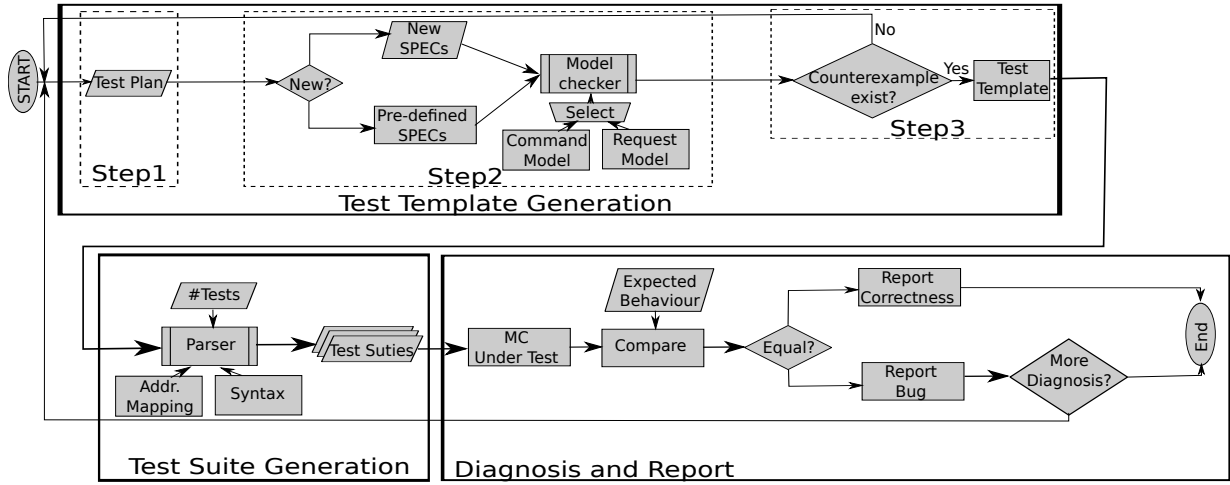 START
Test Plan
Step1
New?
New
SPECs
Pre-defined
SPECs
Model
checker
Select
Command
Model
Request
Model
Step2
No
Counterexample
exist?
Yes
Test
Template
Step3
Test Template Generation
#Tests
Parser
Addr.
Mapping
Syntax
Test Suties
Test Suite Generation
MC
Under Test
Expected
Behaviour
Compare
Equal?
Report
Correctness
Report
Bug
More
Diagnosis?
End
Diagnosis and Report